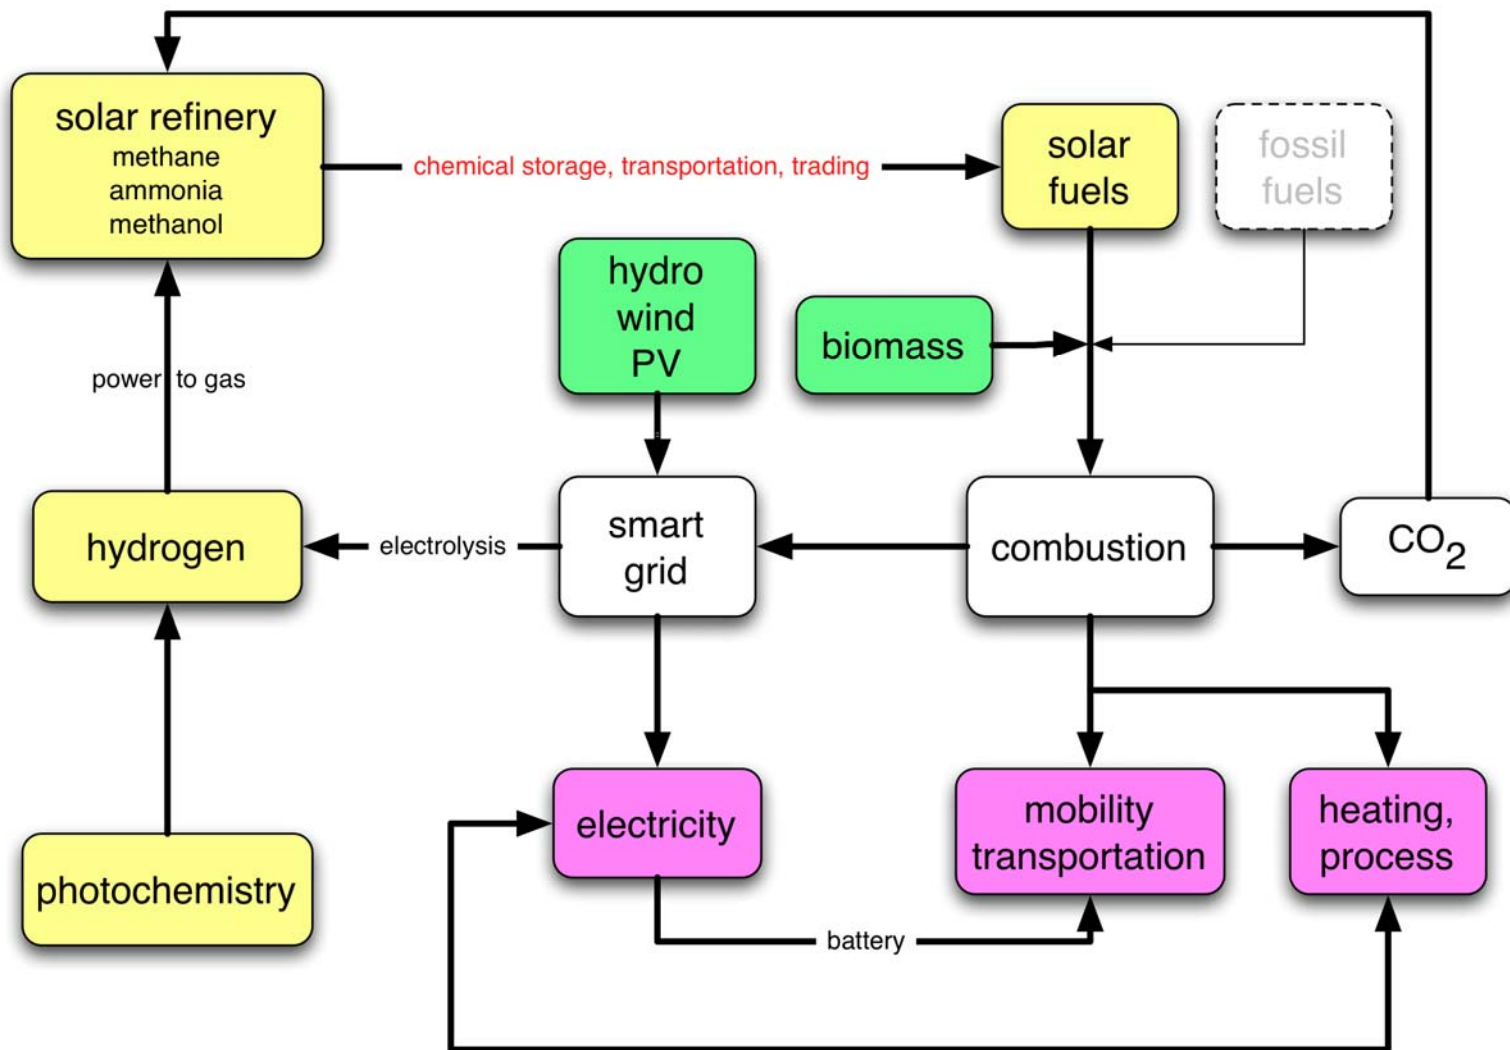 solar refinery
methane
ammonia
methanol
chemical storage, transportation, trading
solar
fuels
fossil
fuels
hydro
wind
PV
biomass
power to gas
hydrogen
electrolysis
smart
grid
combustion
CO2
photochemistry
electricity
mobility
transportation
heating,
process
battery